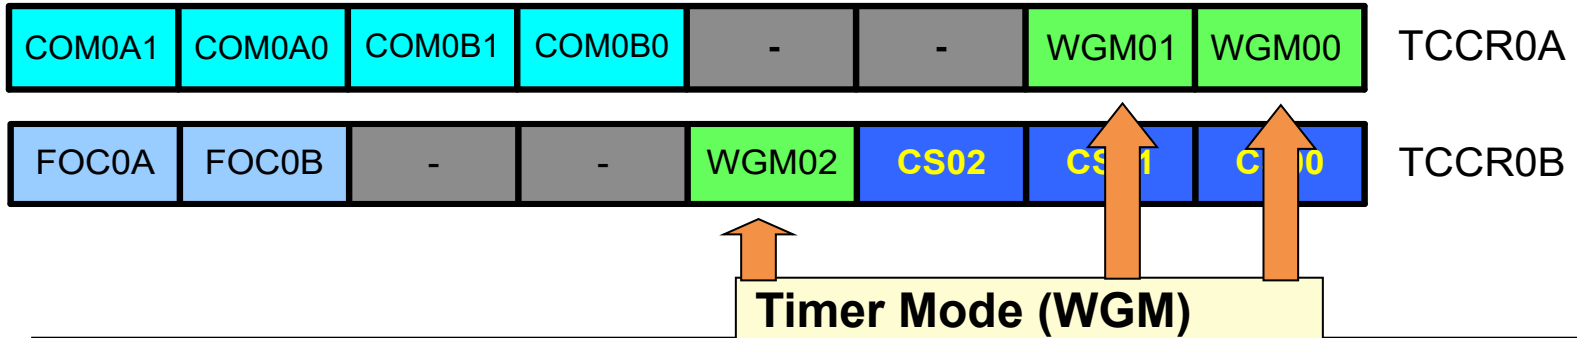 COM0A1 COM0A0 COM0B1 COM0B0 - - WGM01 WGM00 TCCR0A
FOC0A FOC0B - - WGM02 CS02 TCCR0B
Timer Mode (WGM)